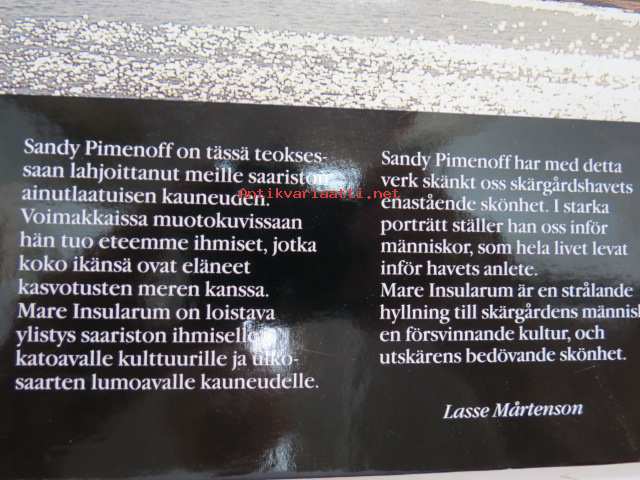 Sandy Pimenoff on tässä teokses-
saan lahjoittanut meille saariston
ainutlaatuisen kauneuden.
Voimakkaissa muotokuvissaan
hän tuo eteemme ihmiset, jotka
koko ikänsä ovat eläneet
kasvotusten meren kanssa.
Mare Insularum on loistava
ylistys saariston ihmiselle,
katoavalle kulttuurille ja ulko-
saarten lumoavalle kauneudelle.
Sandy Pimenoff har med detta
verk skänkt oss skärgårdshavets
enastående skönhet. I starka
porträtt ställer han oss inför
människor, som hela livet levat
inför havets anlete.
Mare Insularum är en strålande
hyllning till skärgårdens
en försvinnande kultur, och
utskärens bedövande skönhet.
Lasse Mårtenson
Antikvariaatti.net